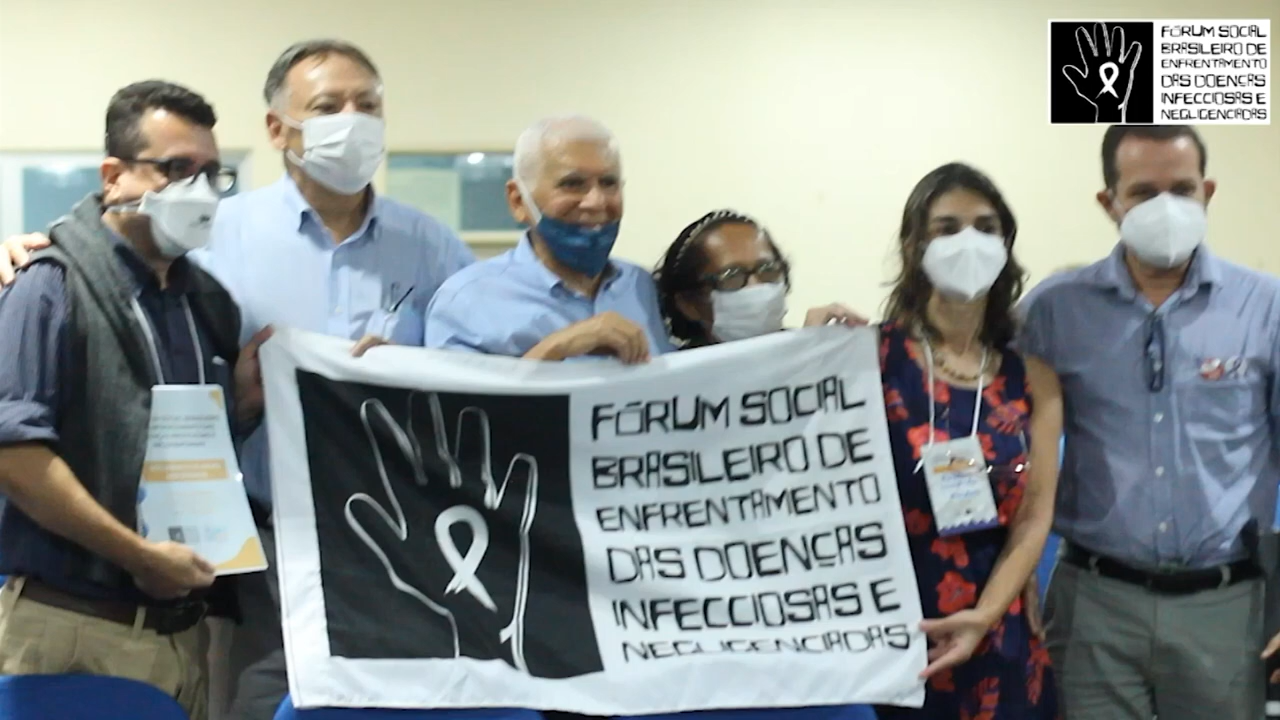 FÓRUM SOCIAL
BRASILEIRO DE
ENFRENTAMENTO
DAS DOENÇAS
INFECCIOSAS E
NEGLIGENCIADAS
FÓRUM SOCIAL
BRASILEIRO DE
ENFRENTAMENTO
DAS DOENÇAS
INFECCIOSAS E
NEGLIGENCIADAS